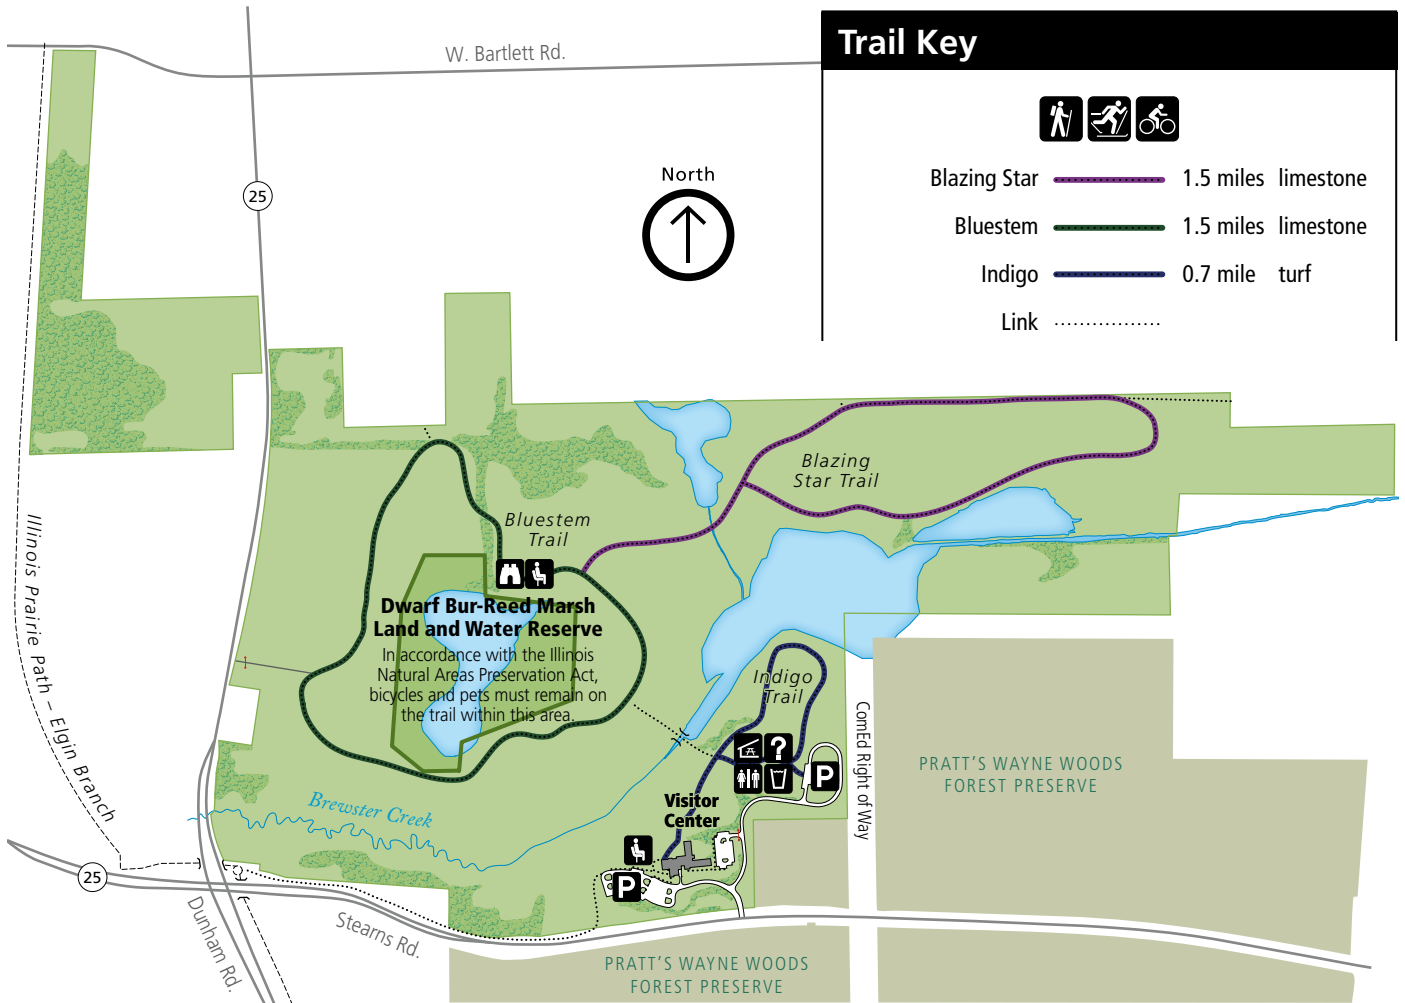 W. Bartlett Rd.
Trail Key
25
North
Blazing Star 1.5 miles limestone
Bluestem 1.5 miles limestone
Indigo 0.7 mile turf
Link
Blazing
Star Trail
Bluestem
Trail
Illinois Prairie Path – Elgin Branch
Dwarf Bur-Reed Marsh
Land and Water Reserve
In accordance with the Illinois
Natural Areas Preservation Act,
bicycles and pets must remain on
the trail within this area.
Indigo
Trail
ComEd Right of Way
?
P
PRATT'S WAYNE WOODS
FOREST PRESERVE
Brewster Creek
Visitor
Center
25
P
Dunham Rd.
Stearns Rd.
PRATT'S WAYNE WOODS
FOREST PRESERVE